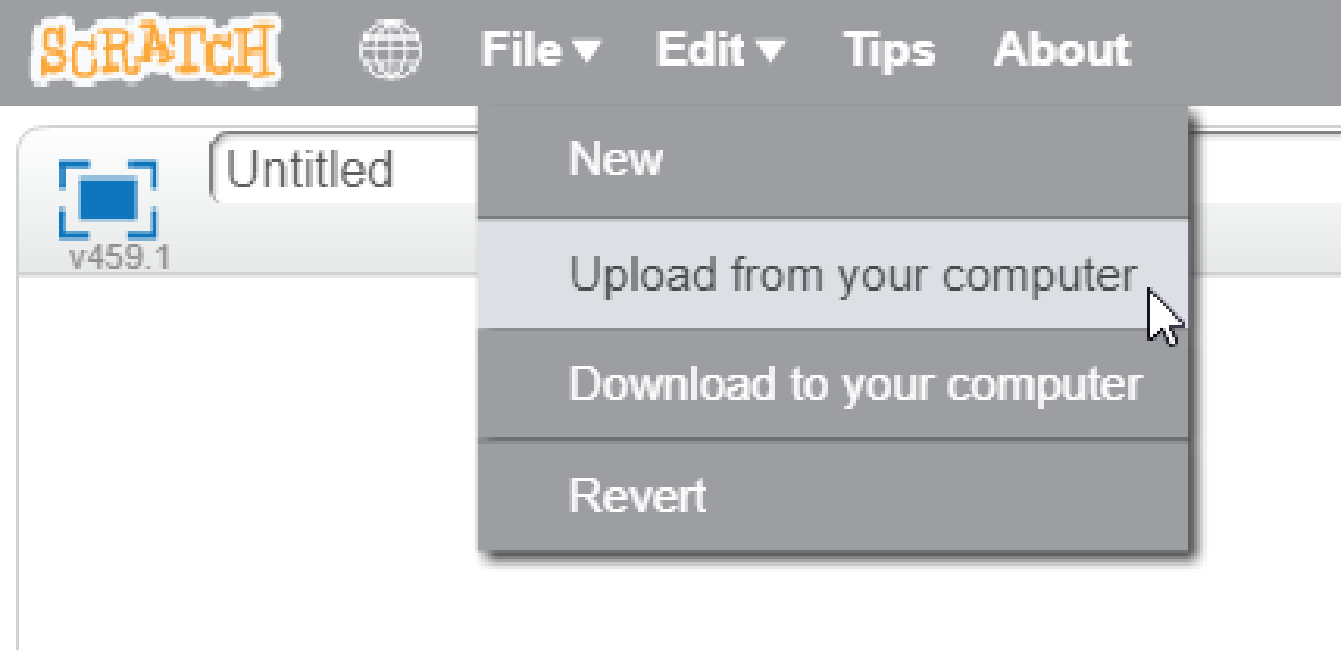 SCRATCH File Edit Tips About
Untitled
v459.1
New
Upload from your computer
Download to your computer
Revert